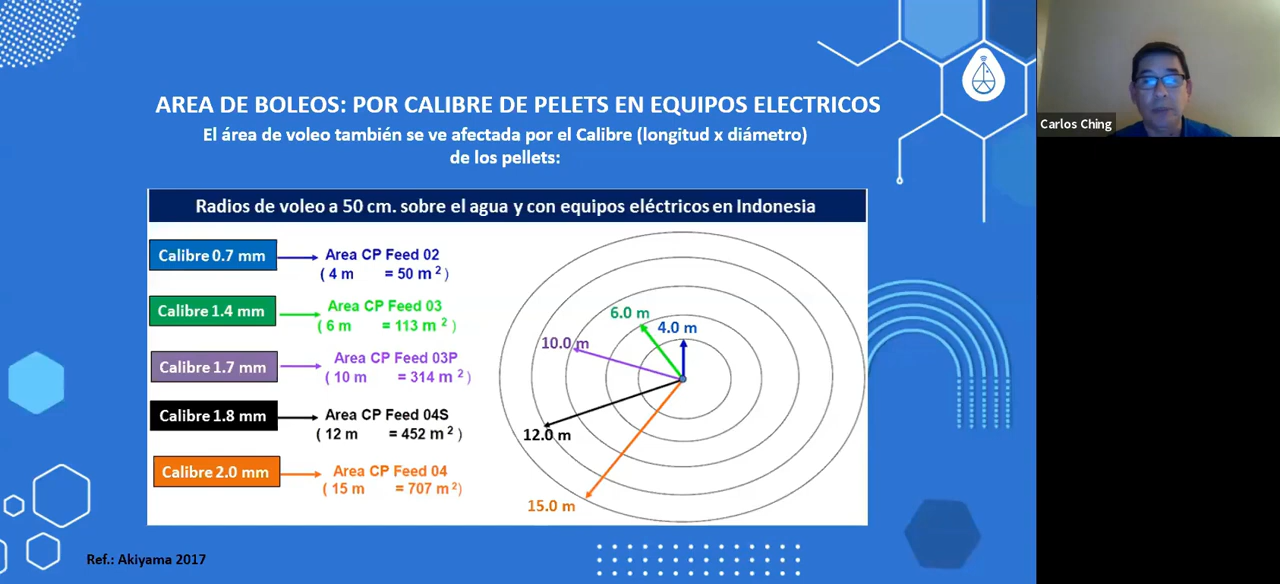 AREA DE BOLEOS: POR CALIBRE DE PELETS EN EQUIPOS ELECTRICOS
El área de voleo también se ve afectada por el Calibre (longitud x diámetro)
de los pellets:
Radios de voleo a 50 cm. sobre el agua y con equipos eléctricos en Indonesia
Calibre 0.7 mm
Area CP Feed 02
( 4 m = 50 m ² )
Calibre 1.4 mm
Area CP Feed 03
( 6 m = 113 m ² )
Calibre 1.7 mm
Area CP Feed 03P
( 10 m = 314 m ² )
Calibre 1.8 mm
Area CP Feed 04S
( 12 m = 452 m ² )
Calibre 2.0 mm
Area CP Feed 04
( 15 m = 707 m ²)
6.0 m
4.0 m
10.0 m
12.0 m
15.0 m
Ref.: Akiyama 2017
Carlos Ching